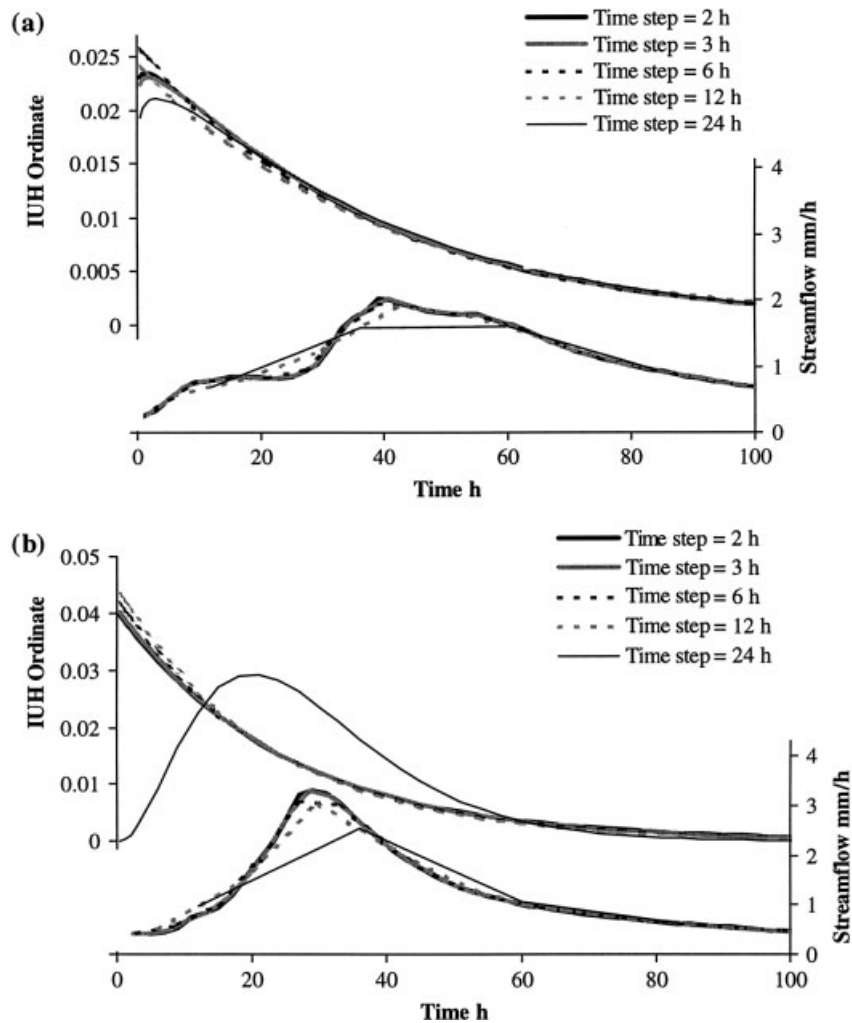 (a)
Time step = 2 h
Time step = 3 h
Time step = 6 h
Time step = 12 h
Time step = 24 h
IUH Ordinate
0.025
0.02
0.015
0.01
0.005
0
Streamflow mm/h
4
3
2
1
0
0 20 40 60 80 100
Time h
(b)
Time step = 2 h
Time step = 3 h
Time step = 6 h
Time step = 12 h
Time step = 24 h
IUH Ordinate
0.05
0.04
0.03
0.02
0.01
0
Streamflow mm/h
4
3
2
1
0
0 20 40 60 80 100
Time h